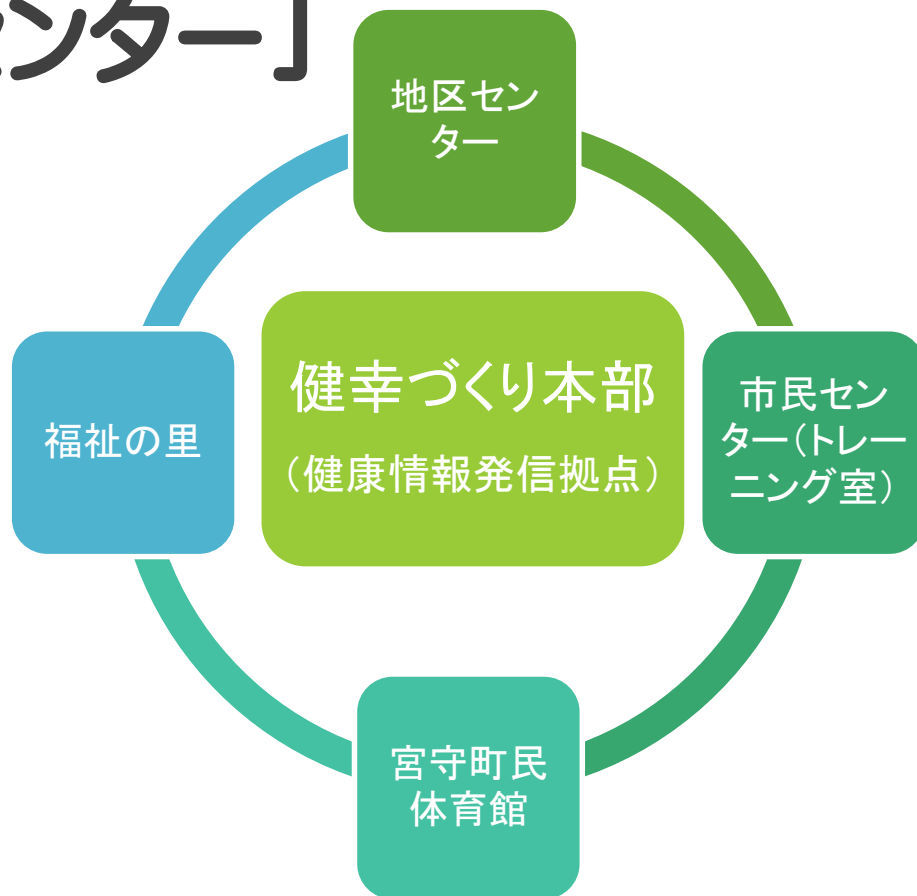 ンター」
地区セン
ター
健幸づくり本部
（健康情報発信拠点）
福祉の里
市民セン
ター（トレー
ニング室）
宮守町民
体育館